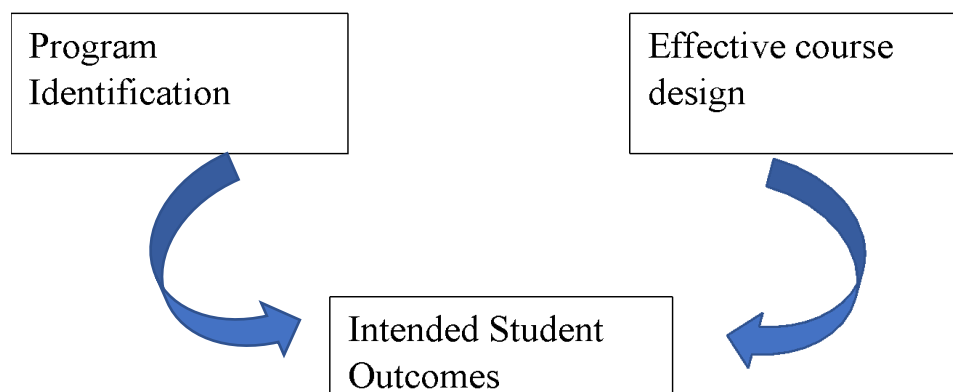 Program
Identification
Effective course
design
Intended Student
Outcomes